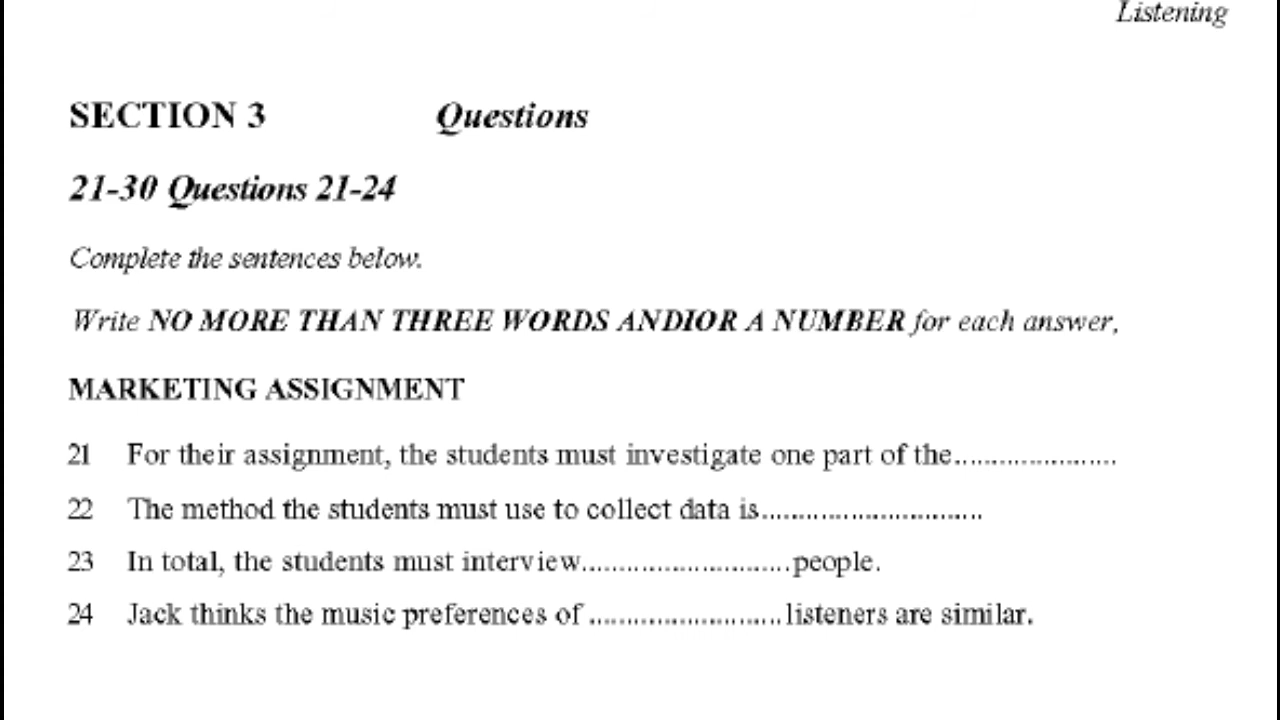 Listening
SECTION 3 Questions
21-30 Questions 21-24
Complete the sentences below.
Write NO MORE THAN THREE WORDS ANDIOR A NUMBER for each answer,
MARKETING ASSIGNMENT
21 For their assignment, the students must investigate one part of the......................
22 The method the students must use to collect data is..............................
23 In total, the students must interview............................people.
24 Jack thinks the music preferences of ..........................listeners are similar.